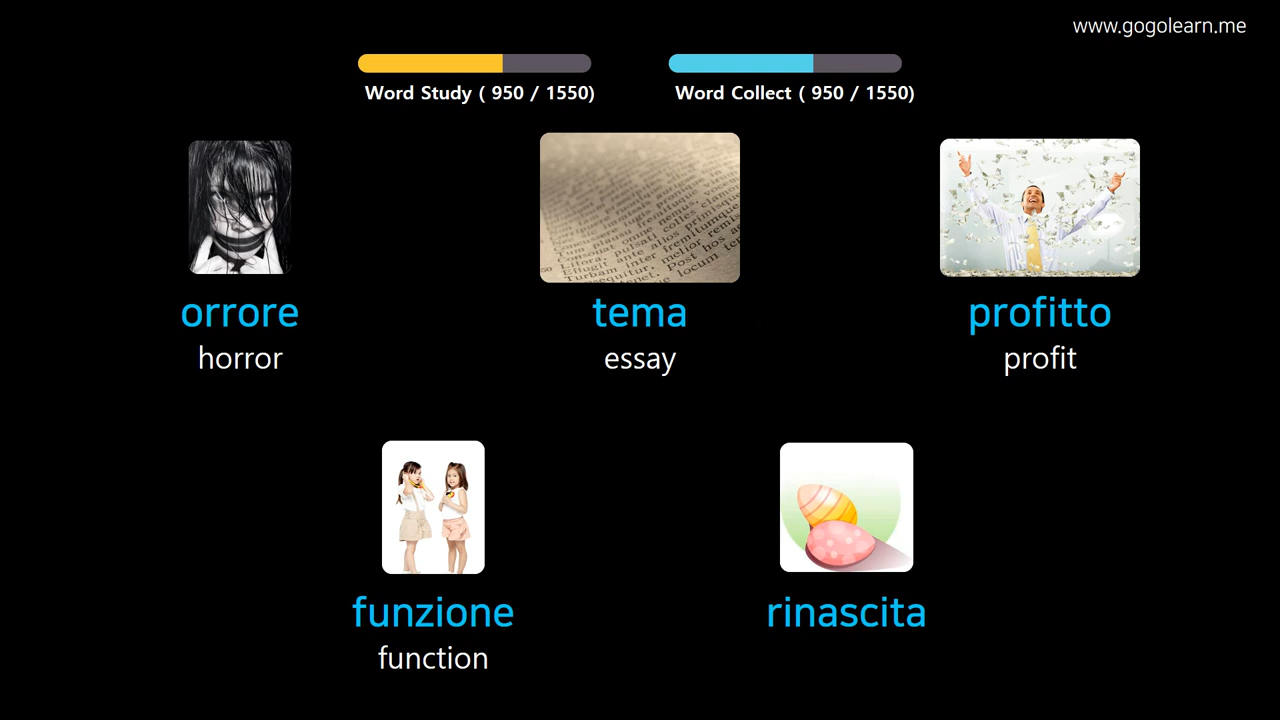 www.gogolearn.me
Word Study ( 950 / 1550)
Word Collect ( 950 / 1550)
orrore
horror
tema
essay
profitto
profit
funzione
function
rinascita